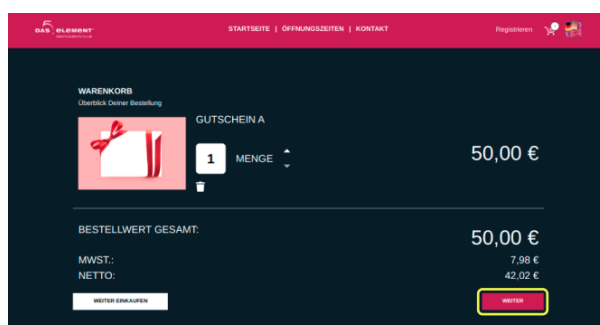 5.
DAS ELEMENT
STARTSEITE | ÖFFNUNGSZEITEN | KONTAKT
Registrieren
WARENKORB
Überblick Deiner Bestellung
GUTSCHEIN A
1 MENGE
50,00 €
BESTELLWERT GESAMT:
50,00 €
MWST.:
7,98 €
NETTO:
42,02 €
WEITER EINKAUFEN
WEITER